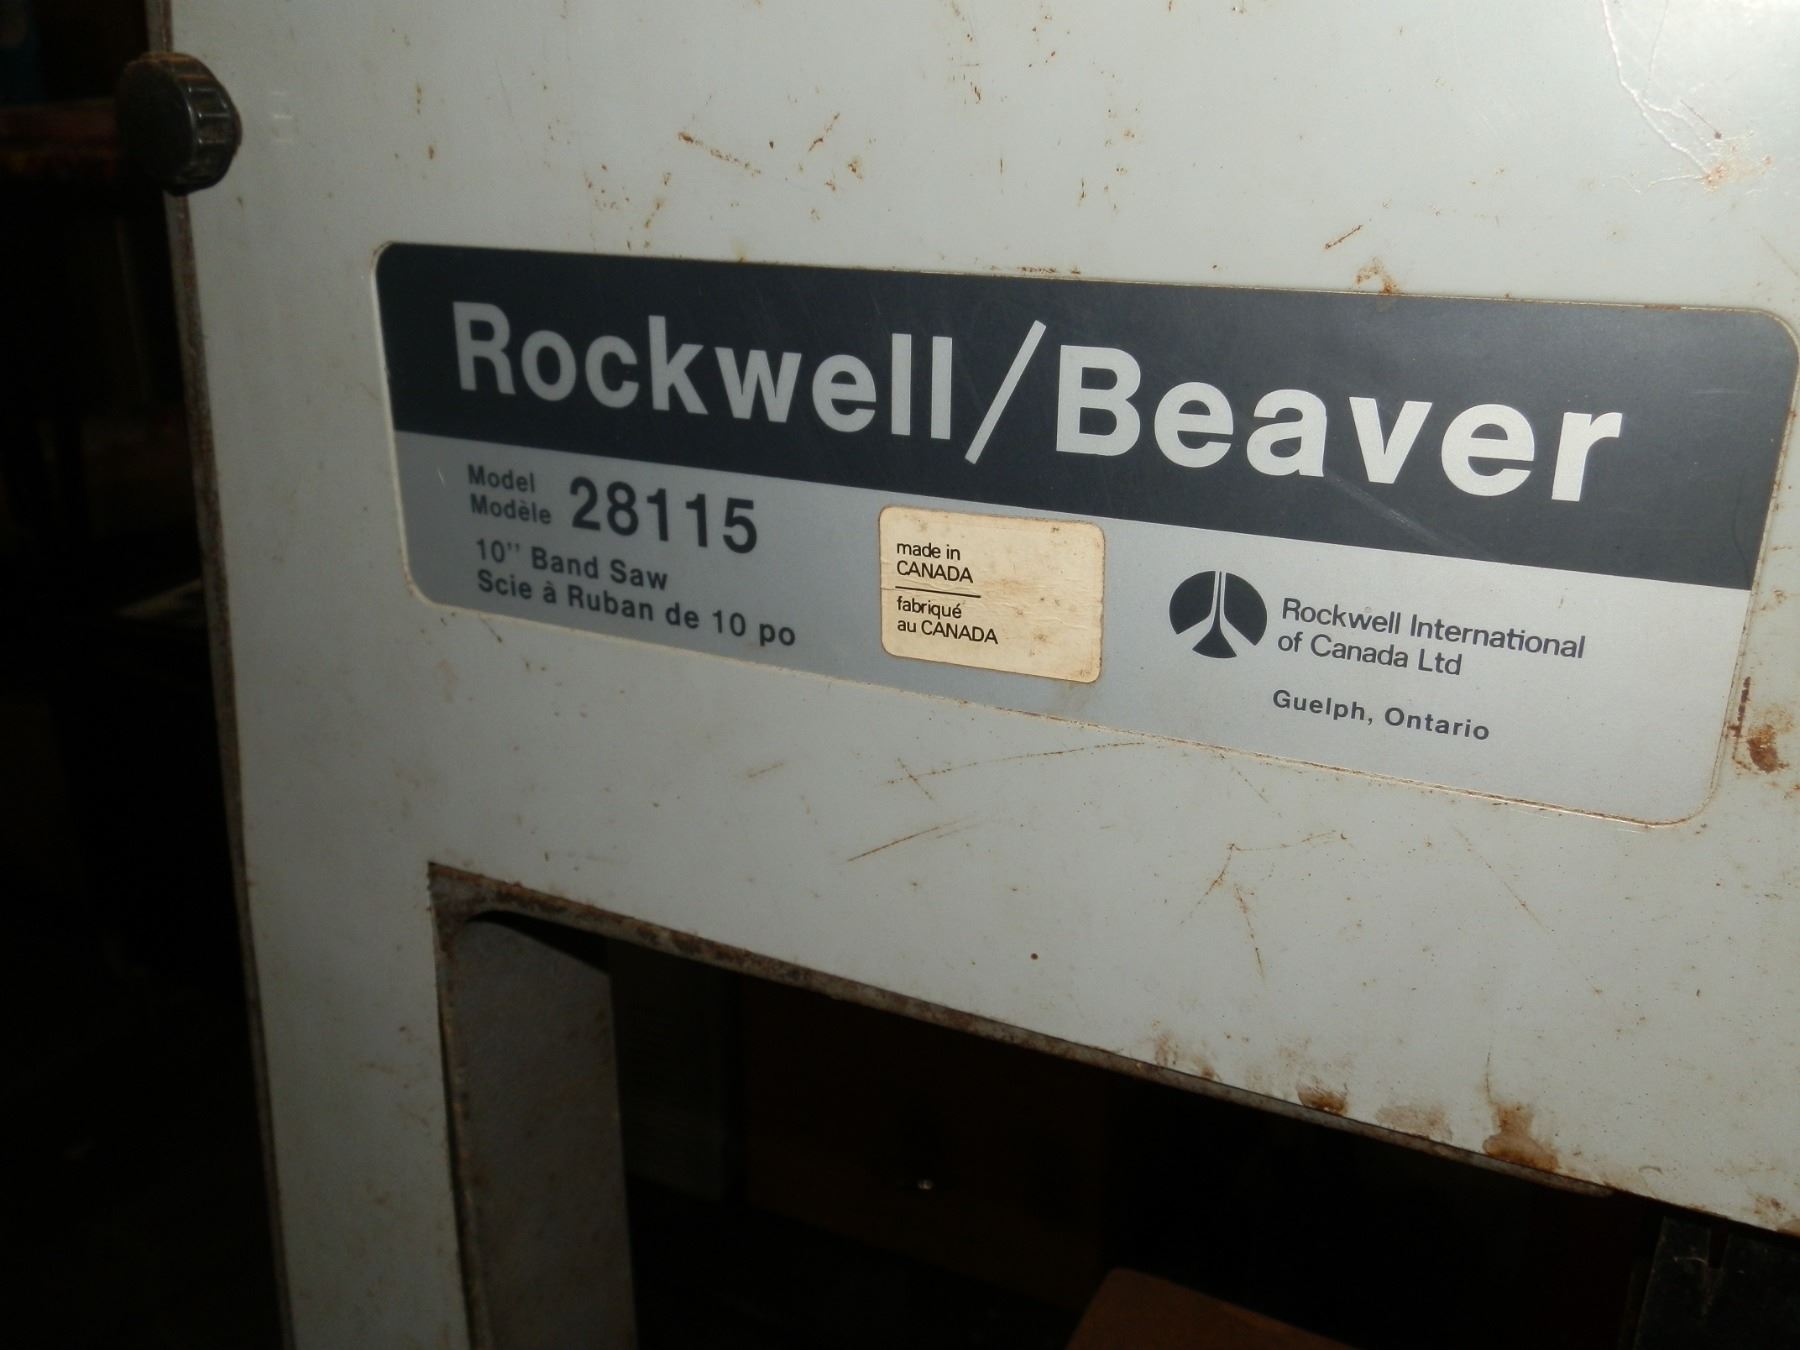 Rockwell/Beaver
Model
Modèle 28115
10" Band Saw
Scie à Ruban de 10 po
made in
CANADA
fabriqué
au CANADA
Rockwell International
of Canada Ltd
Guelph, Ontario